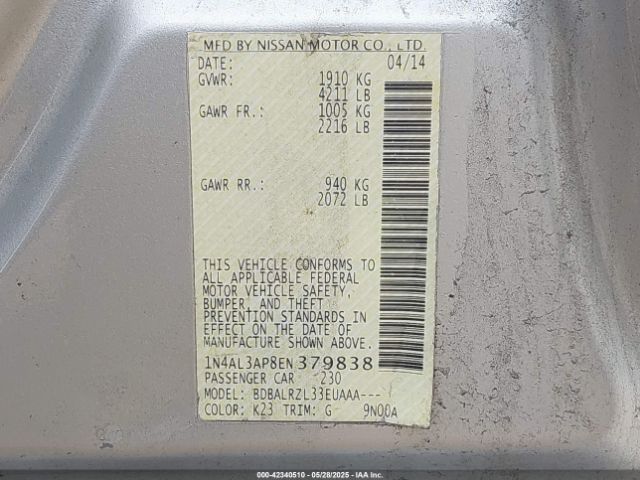 MFD BY NISSAN MOTOR CO., LTD.
DATE: 04/14
GVWR: 1910 KG
4211 LB
GAWR FR.: 1005 KG
2216 LB
GAWR RR.: 940 KG
2072 LB
THIS VEHICLE CONFORMS TO
ALL APPLICABLE FEDERAL
MOTOR VEHICLE SAFETY,
BUMPER, AND THEFT
PREVENTION STANDARDS IN
EFFECT ON THE DATE OF
MANUFACTURE SHOWN ABOVE.
1N4AL3AP8EN379838
PASSENGER CAR 230
MODEL: BDBALRZL33EUAAA---
COLOR: K23 TRIM: G 9N00A
000-42340510 - 05/28/2025 - IAAI.COM